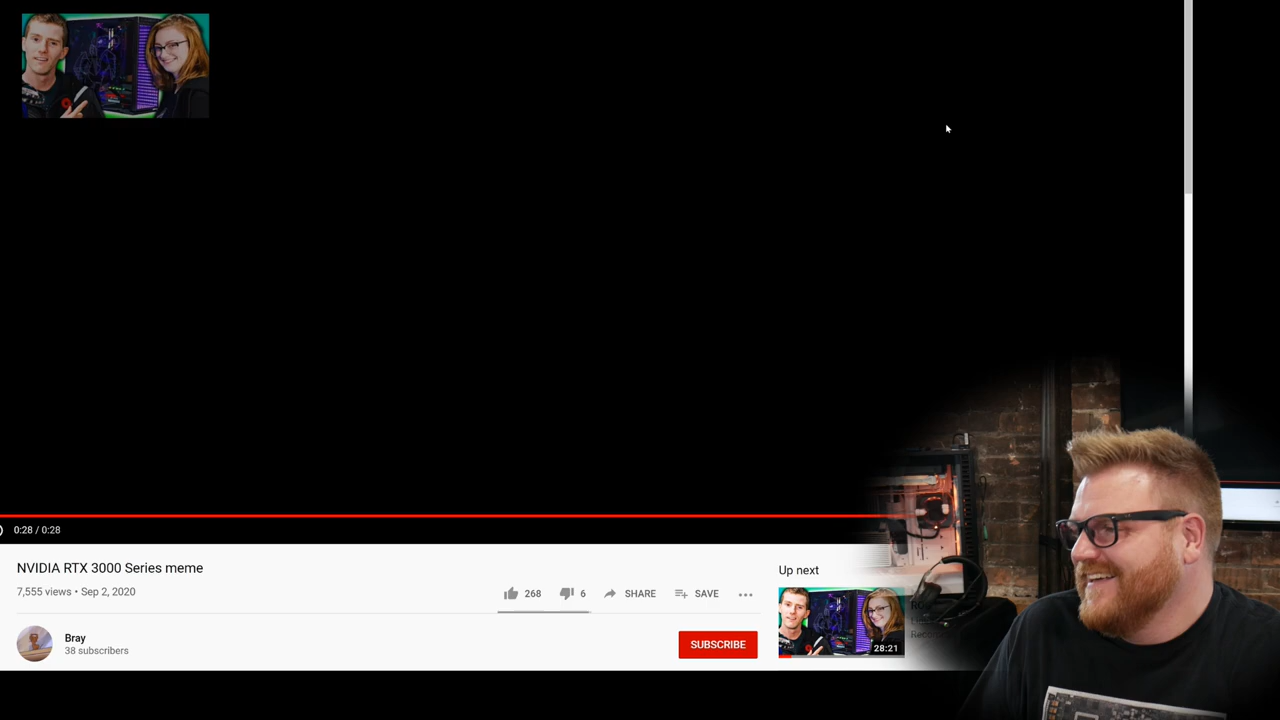 0:28 / 0:28
NVIDIA RTX 3000 Series meme
7,555 views • Sep 2, 2020
268
6
SHARE
SAVE
Bray
38 subscribers
SUBSCRIBE
Up next
28:21